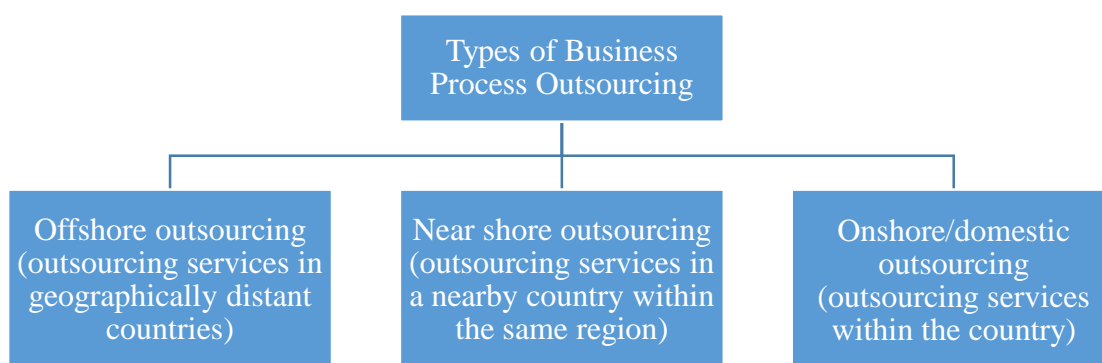 Types of Business
Process Outsourcing
Offshore outsourcing
(outsourcing services in
geographically distant
countries)
Near shore outsourcing
(outsourcing services in
a nearby country within
the same region)
Onshore/domestic
outsourcing
(outsourcing services
within the country)